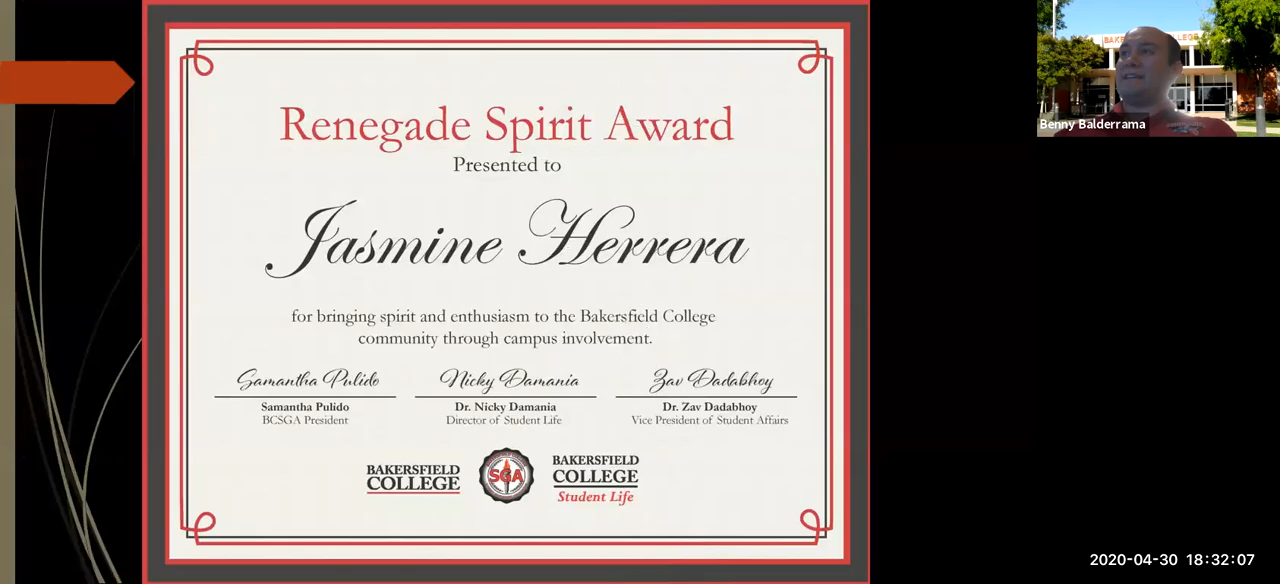 Renegade Spirit Award
Presented to
Jasmine Herrera
for bringing spirit and enthusiasm to the Bakersfield College
community through campus involvement.
Samantha Pulido
Nicky Damania
Zav Dadabhoy
Samantha Pulido
Dr. Nicky Damania
Dr. Zav Dadabhoy
BCSGA President
Director of Student Life
Vice President of Student Affairs
BAKERSFIELD
COLLEGE
SGA
BAKERSFIELD
COLLEGE
Student Life
Benny Balderrama
2020-04-30 18:32:07